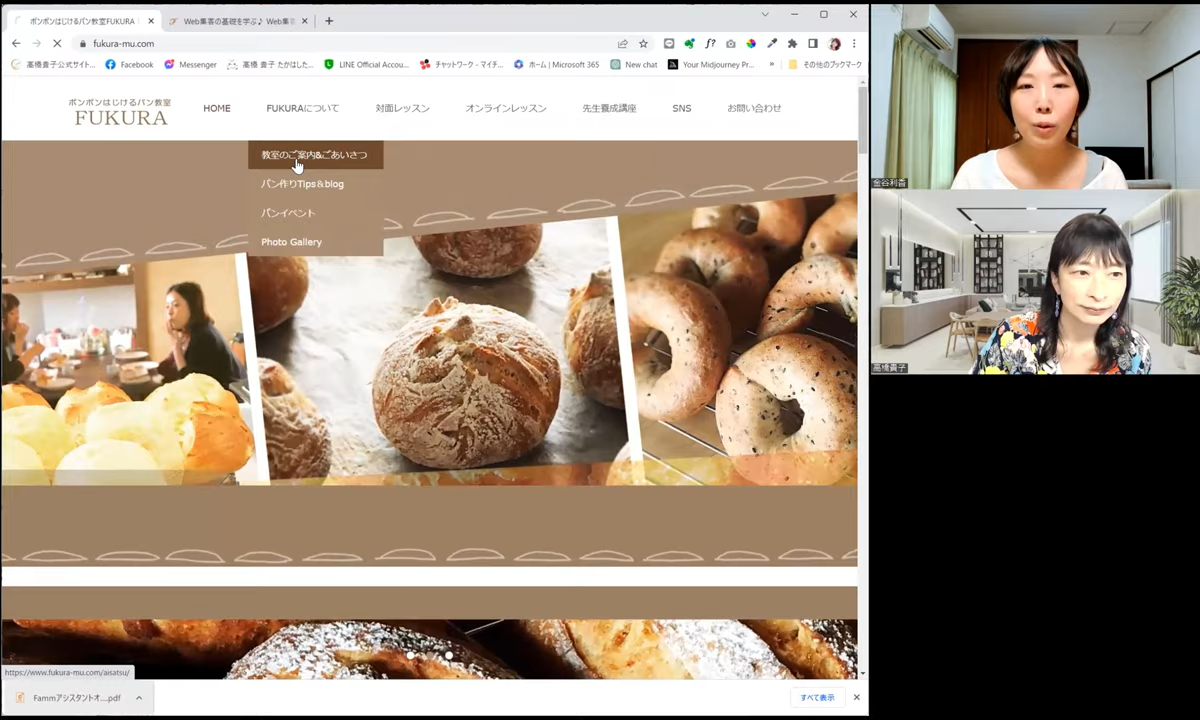 ポンポンはじけるパン教室FUKURA
Web集客の基礎を学ぶ♪ Web集
fukura-mu.com
高橋貴子公式サイト...
Facebook
Messenger
高橋 貴子 たかはした...
LINE Official Accou...
チャットワーク - マイチ...
ホーム | Microsoft 365
New chat
Your Midjourney Pr...
»
その他のブックマーク
ポンポンはじけるパン教室
FUKURA
HOME
FUKURAについて
対面レッスン
オンラインレッスン
先生養成講座
SNS
お問い合わせ
教室のご案内&ごあいさつ
パン作りTips＆blog
パンイベント
Photo Gallery
金谷利香
高橋貴子
https://www.fukura-mu.com/aisatsu/
Fammアシスタントオ....pdf
すべて表示